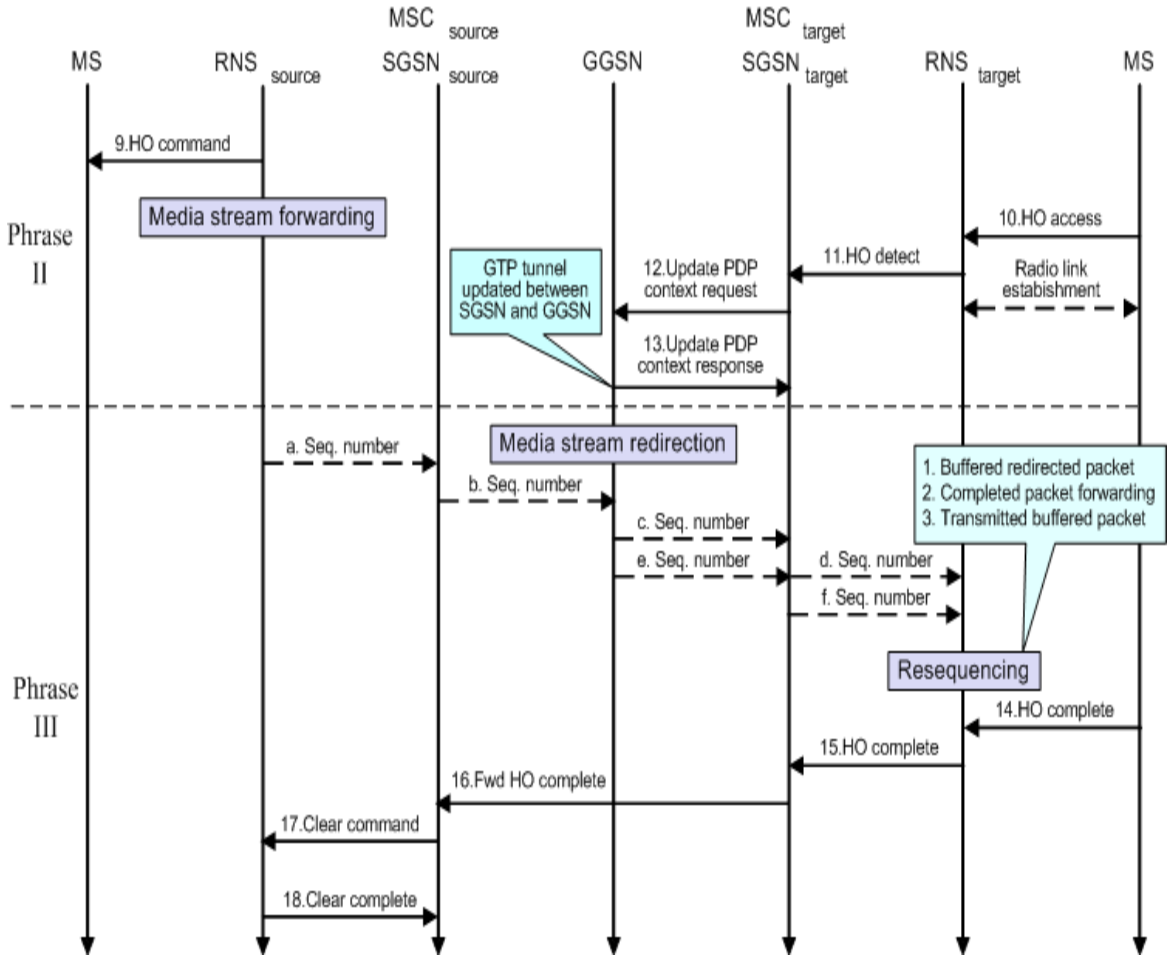 MSC source
MSC target
MS
RNS source
SGSN source
GGSN
SGSN target
RNS target
MS
9.HO command
Media stream forwarding
Phrase
II
10.HO access
11.HO detect
GTP tunnel
updated between
SGSN and GGSN
12.Update PDP
context request
Radio link
estabishment
13.Update PDP
context response
a. Seq. number
Media stream redirection
1. Buffered redirected packet
2. Completed packet forwarding
3. Transmitted buffered packet
b. Seq. number
c. Seq. number
e. Seq. number
d. Seq. number
f. Seq. number
Resequencing
Phrase
III
14.HO complete
15.HO complete
16.Fwd HO complete
17.Clear command
18.Clear complete